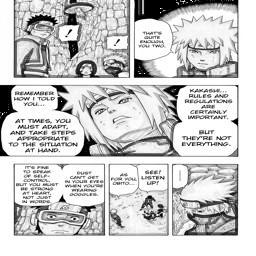 !
!
THAT'S
QUITE
ENOUGH,
YOU TWO.
KAKASHI...
RULES AND
REGULATIONS
ARE
CERTAINLY
IMPORTANT.
BUT
THEY'RE NOT
EVERYTHING.
REMEMBER
HOW I TOLD
YOU...
AT TIMES, YOU
MUST ADAPT,
AND TAKE STEPS
APPROPRIATE
TO THE SITUATION
AT HAND.
SEE!
LISTEN
UP!
AS
FOR YOU,
OBITO...
DUST
CAN'T GET
IN YOUR EYES
WHEN YOU'RE
WEARING
GOGGLES.
IT'S FINE
TO SPEAK
OF SELF-
CONTROL,
BUT YOU MUST
BE STRONG
AT HEART,
NOT JUST
IN WORDS.